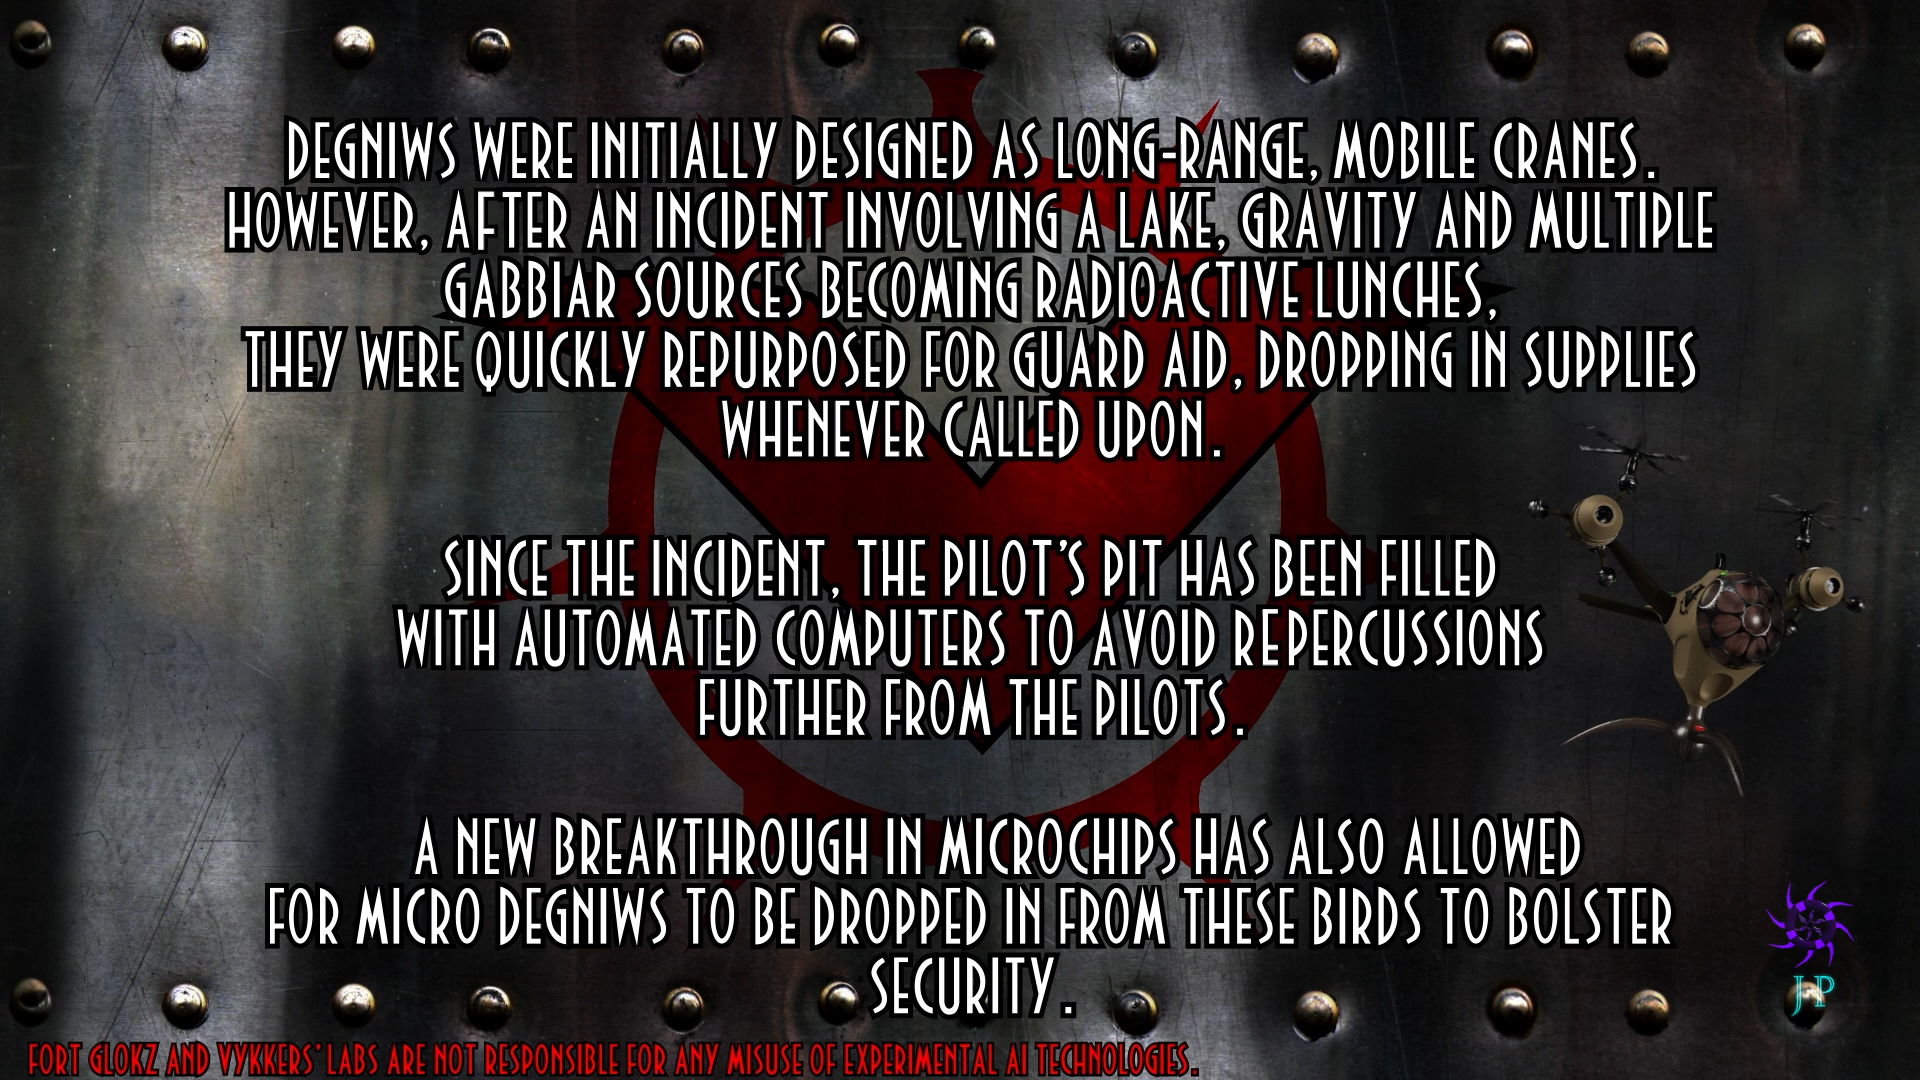 DEGNIWS WERE INITIALLY DESIGNED AS LONG-RANGE, MOBILE CRANES.
HOWEVER, AFTER AN INCIDENT INVOLVING A LAKE, GRAVITY AND MULTIPLE
GABBIAR SOURCES BECOMING RADIOACTIVE LUNCHES,
THEY WERE QUICKLY REPURPOSED FOR GUARD AID, DROPPING IN SUPPLIES
WHENEVER CALLED UPON.
SINCE THE INCIDENT, THE PILOT'S PIT HAS BEEN FILLED
WITH AUTOMATED COMPUTERS TO AVOID REPERCUSSIONS
FURTHER FROM THE PILOTS.
A NEW BREAKTHROUGH IN MICROCHIPS HAS ALSO ALLOWED
FOR MICRO DEGNIWS TO BE DROPPED IN FROM THESE BIRDS TO BOLSTER
SECURITY.
JP
FORT GLOKZ AND VYKKERS' LABS ARE NOT RESPONSIBLE FOR ANY MISUSE OF EXPERIMENTAL AI TECHNOLOGIES.